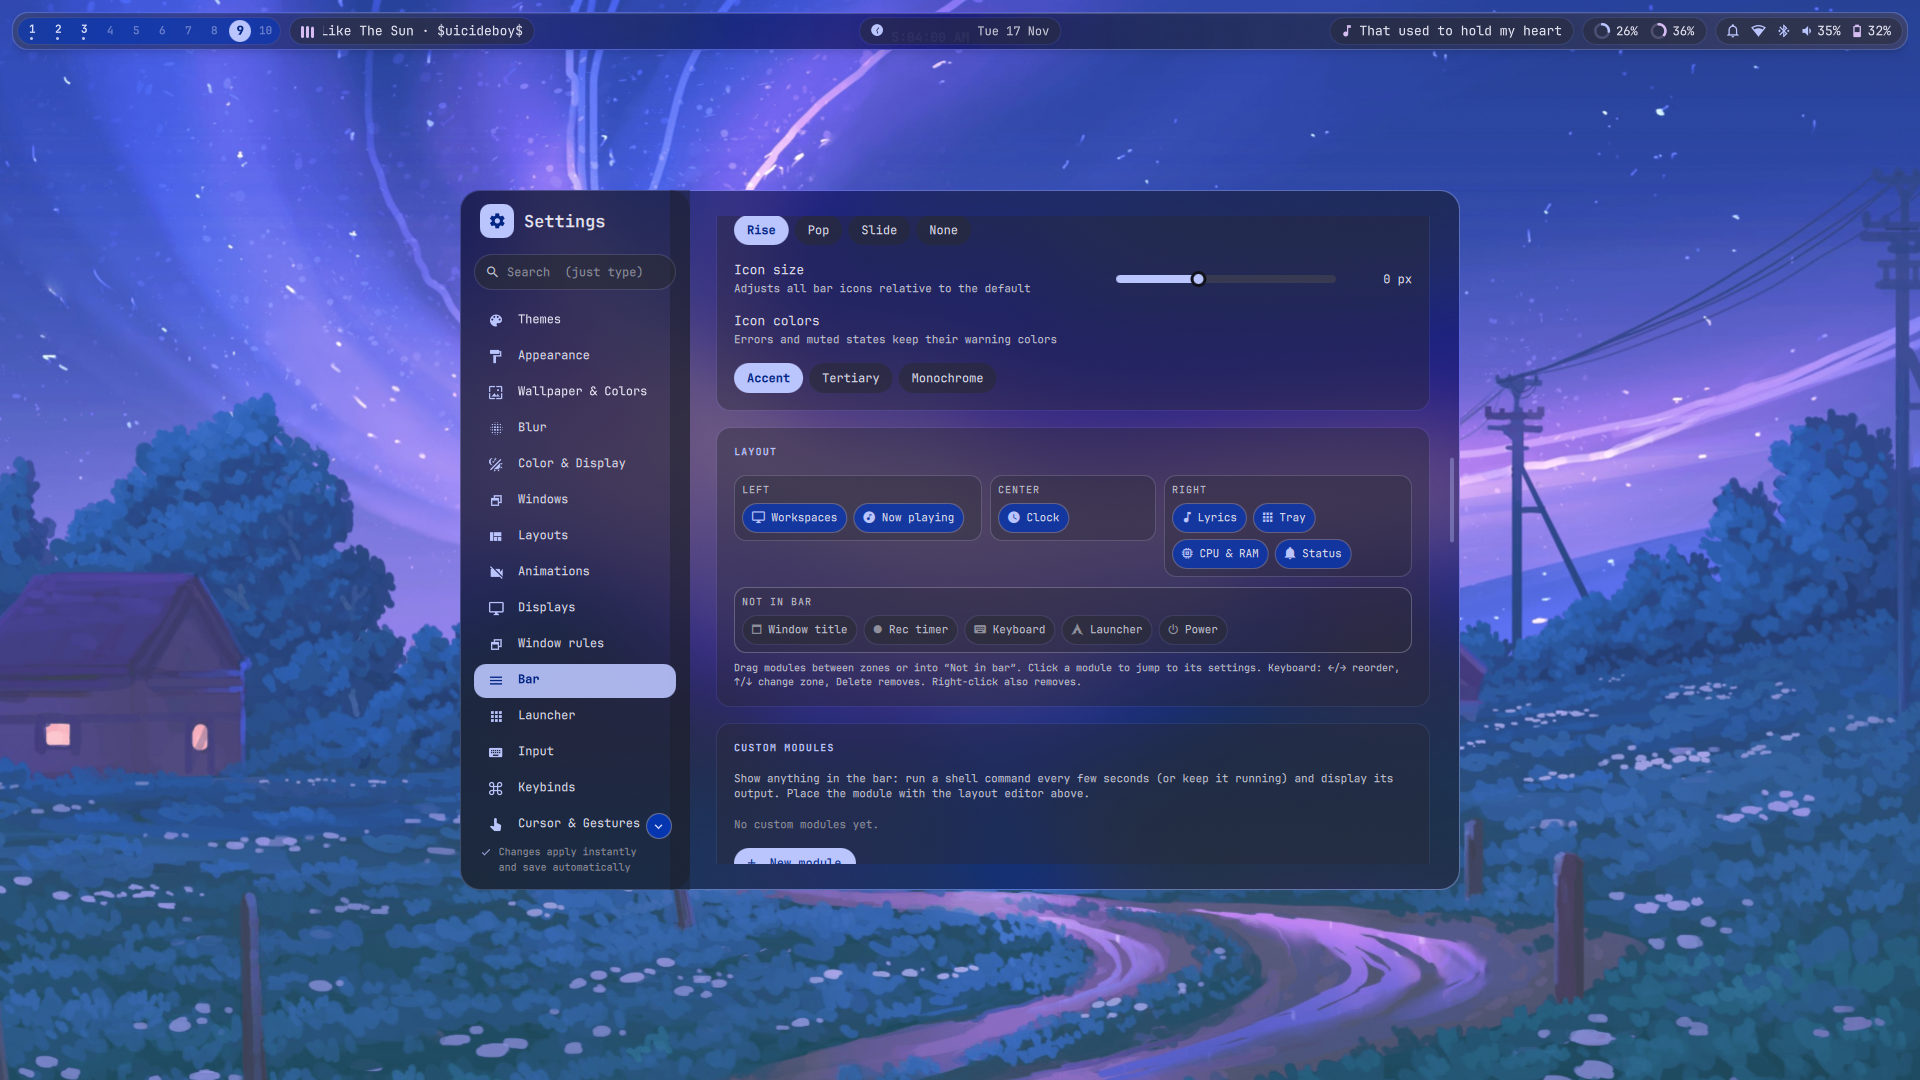 1 2 3 4 5 6 7 8 9 10
Like The Sun · $uicideboy$
Tue 17 Nov
That used to hold my heart
26% 36%
35% 32%
Settings
Search (just type)
Themes
Appearance
Wallpaper & Colors
Blur
Color & Display
Windows
Layouts
Animations
Displays
Window rules
Bar
Launcher
Input
Keybinds
Cursor & Gestures
Changes apply instantly
and save automatically
Rise Pop Slide None
Icon size
Adjusts all bar icons relative to the default
0 px
Icon colors
Errors and muted states keep their warning colors
Accent Tertiary Monochrome
LAYOUT
LEFT
Workspaces Now playing
CENTER
Clock
RIGHT
Lyrics Tray
CPU & RAM Status
NOT IN BAR
Window title Rec timer Keyboard Launcher Power
Drag modules between zones or into “Not in bar”. Click a module to jump to its settings. Keyboard: ←/→ reorder,
↑/↓ change zone, Delete removes. Right-click also removes.
CUSTOM MODULES
Show anything in the bar: run a shell command every few seconds (or keep it running) and display its
output. Place the module with the layout editor above.
No custom modules yet.
+ New module